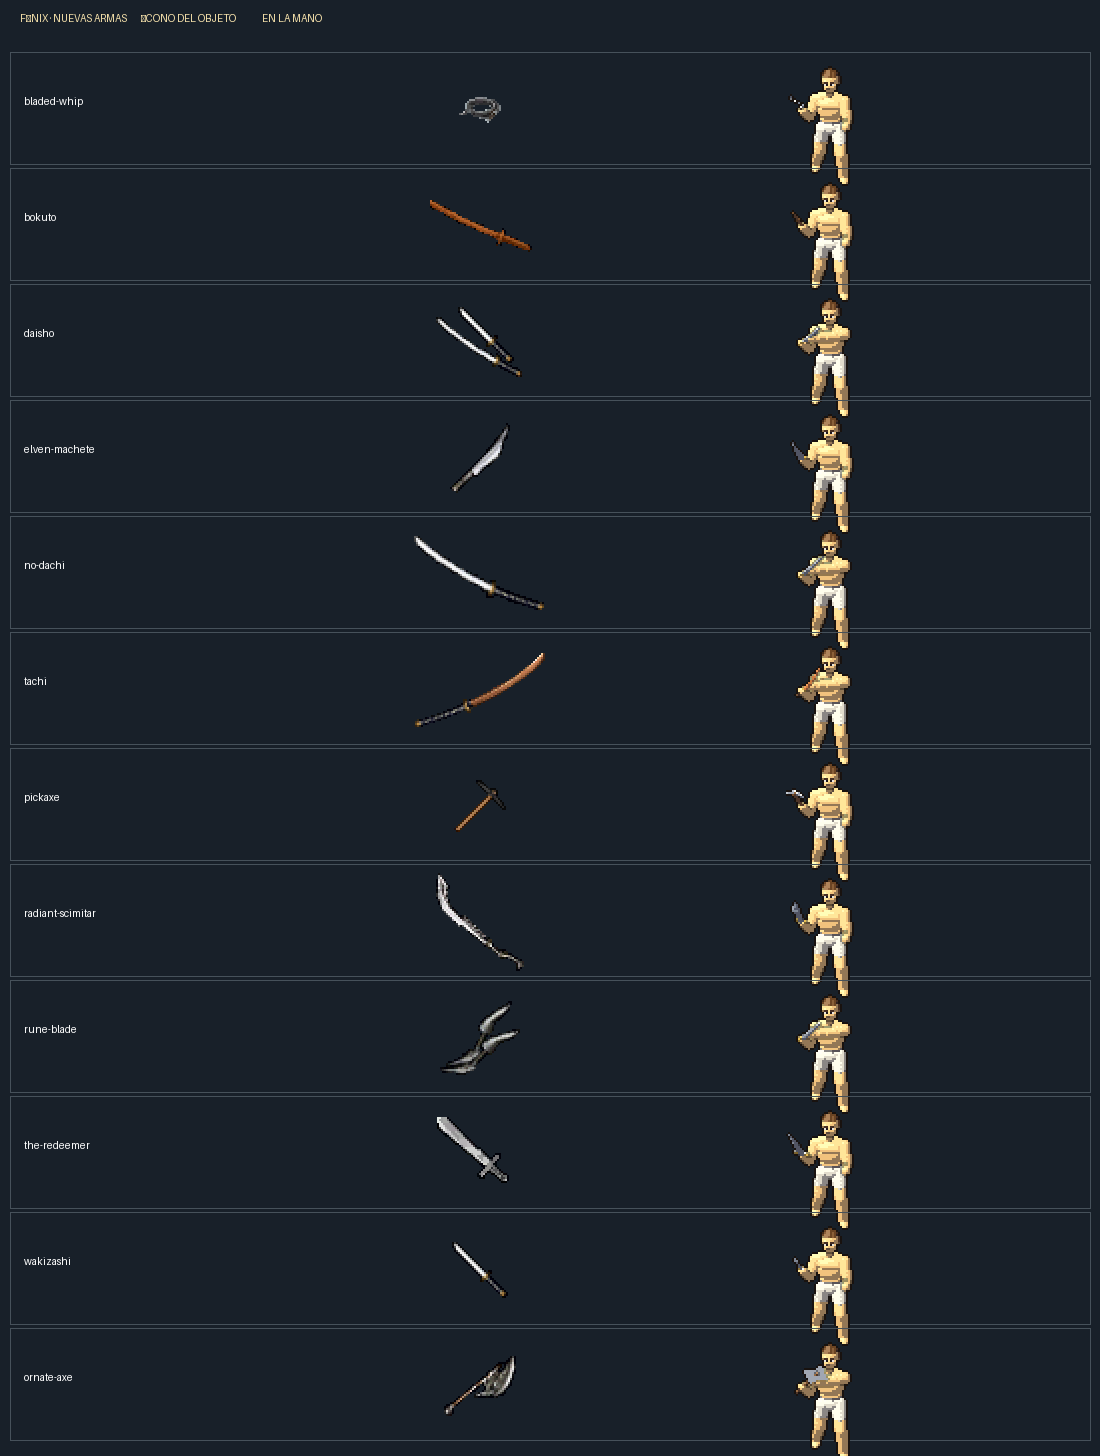 F▯NIX · NUEVAS ARMAS ▯CONO DEL OBJETO EN LA MANO
bladed-whip
bokuto
daisho
elven-machete
no-dachi
tachi
pickaxe
radiant-scimitar
rune-blade
the-redeemer
wakizashi
ornate-axe